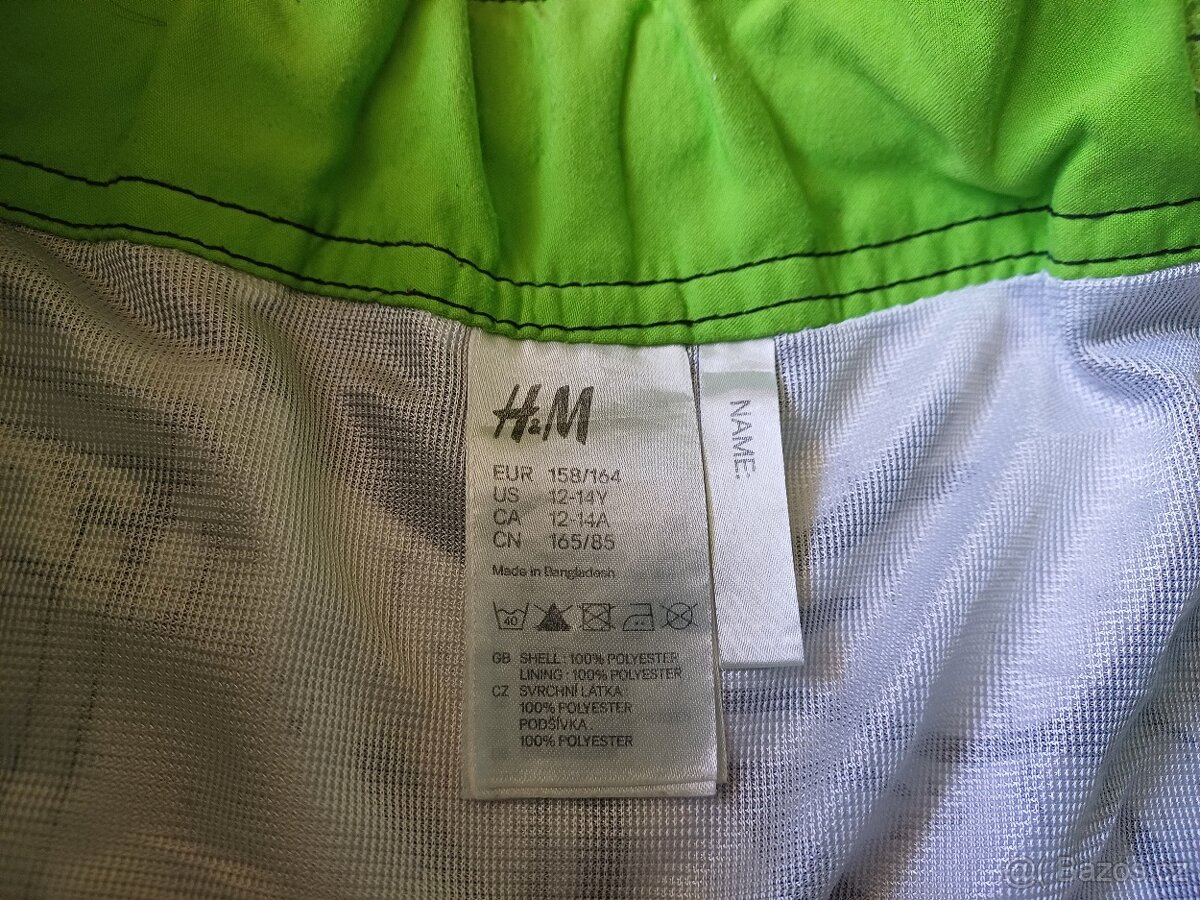 H&M
EUR 158/164
US 12-14Y
CA 12-14A
CN 165/85
Made in Bangladesh
40
GB SHELL: 100% POLYESTER
LINING: 100% POLYESTER
CZ SVRCHNÍ LÁTKA
100% POLYESTER
PODŠÍVKA
100% POLYESTER
NAME:
@ Bazos.cz